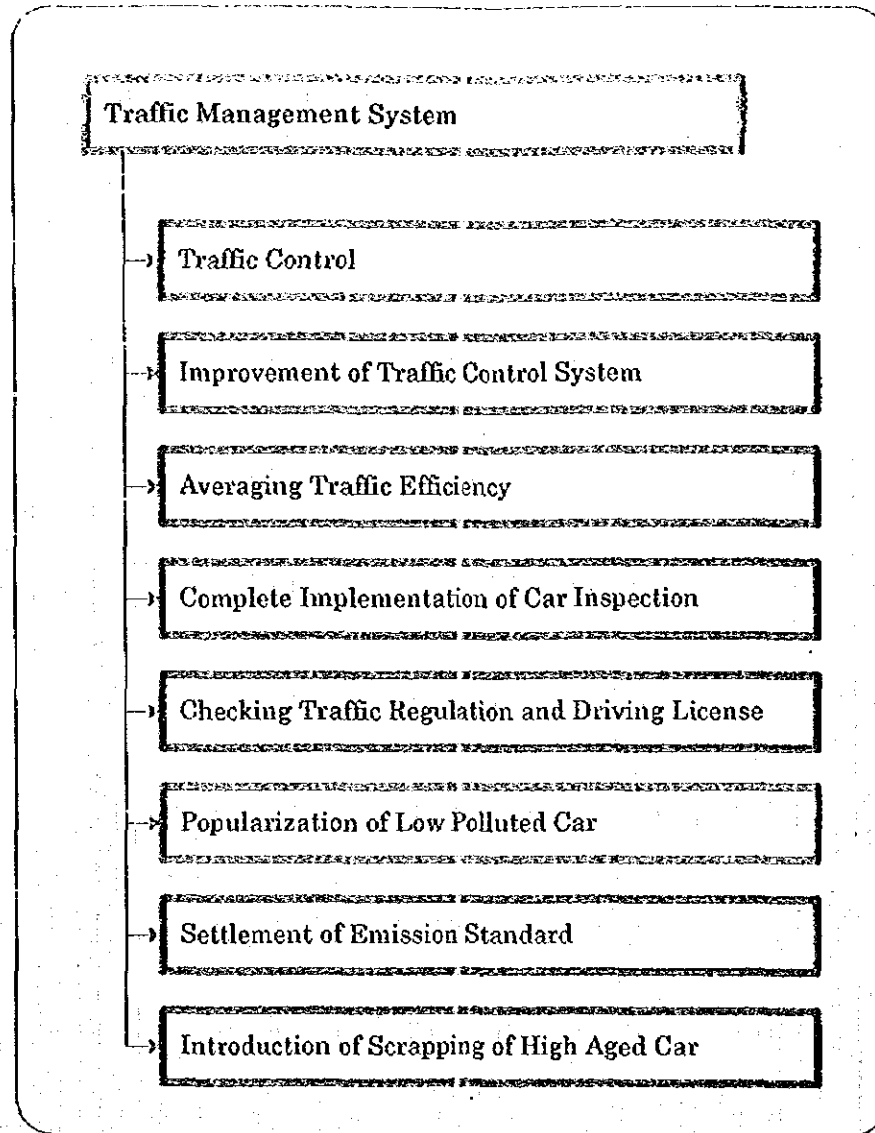 Traffic Management System
Traffic Control
Improvement of Traffic Control System
Averaging Traffic Efficiency
Complete Implementation of Car Inspection
Checking Traffic Regulation and Driving License
Popularization of Low Polluted Car
Settlement of Emission Standard
Introduction of Scrapping of High Aged Car